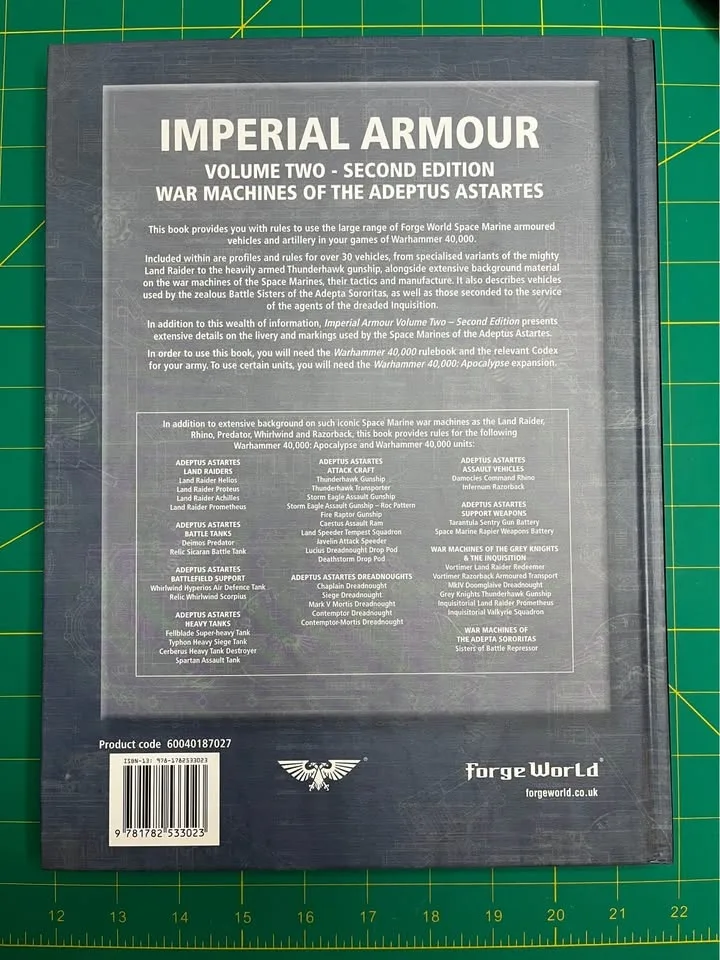 IMPERIAL ARMOUR
VOLUME TWO - SECOND EDITION
WAR MACHINES OF THE ADEPTUS ASTARTES
This book provides you with rules to use the large range of Forge World Space Marine armoured
vehicles and artillery in your games of Warhammer 40,000.
Included within are profiles and rules for over 30 vehicles, from specialised variants of the mighty
Land Raider to the heavily armed Thunderhawk gunship, alongside extensive background material
on the war machines of the Space Marines, their tactics and manufacture. It also describes vehicles
used by the zealous Battle Sisters of the Adepta Sororitas, as well as those seconded to the service
of the agents of the dreaded Inquisition.
In addition to this wealth of information, Imperial Armour Volume Two – Second Edition presents
extensive details on the livery and markings used by the Space Marines of the Adeptus Astartes.
In order to use this book, you will need the Warhammer 40,000 rulebook and the relevant Codex
for your army. To use certain units, you will need the Warhammer 40,000: Apocalypse expansion.
In addition to extensive background on such iconic Space Marine war machines as the Land Raider,
Rhino, Predator, Whirlwind and Razorback, this book provides rules for the following
Warhammer 40,000: Apocalypse and Warhammer 40,000 units:
ADEPTUS ASTARTES
LAND RAIDERS
Land Raider Helios
Land Raider Proteus
Land Raider Achilles
Land Raider Prometheus
ADEPTUS ASTARTES
BATTLE TANKS
Deimos Predator
Relic Sicaran Battle Tank
ADEPTUS ASTARTES
BATTLEFIELD SUPPORT
Whirlwind Hyperios Air Defence Tank
Relic Whirlwind Scorpius
ADEPTUS ASTARTES
HEAVY TANKS
Fellblade Super-heavy Tank
Typhon Heavy Siege Tank
Cerberus Heavy Tank Destroyer
Spartan Assault Tank
ADEPTUS ASTARTES
ATTACK CRAFT
Thunderhawk Gunship
Thunderhawk Transporter
Storm Eagle Assault Gunship
Storm Eagle Assault Gunship – Roc Pattern
Fire Raptor Gunship
Caestus Assault Ram
Land Speeder Tempest Squadron
Javelin Attack Speeder
Lucius Dreadnought Drop Pod
Deathstorm Drop Pod
ADEPTUS ASTARTES DREADNOUGHTS
Chaplain Dreadnought
Siege Dreadnought
Mark V Mortis Dreadnought
Contemptor Dreadnought
Contemptor-Mortis Dreadnought
ADEPTUS ASTARTES
ASSAULT VEHICLES
Damocles Command Rhino
Infernum Razorback
ADEPTUS ASTARTES
SUPPORT WEAPONS
Tarantula Sentry Gun Battery
Space Marine Rapier Weapons Battery
WAR MACHINES OF THE GREY KNIGHTS
& THE INQUISITION
Vortimer Land Raider Redeemer
Vortimer Razorback Armoured Transport
MkIV Doomglaive Dreadnought
Grey Knights Thunderhawk Gunship
Inquisitorial Land Raider Prometheus
Inquisitorial Valkyrie Squadron
WAR MACHINES OF
THE ADEPTA SORORITAS
Sisters of Battle Repressor
Product code 60040187027
ISBN-13: 978-1782533023
9 781782 533023
®
Forge World®
forgeworld.co.uk
12 13 14 15 16 17 18 19 20 21 22